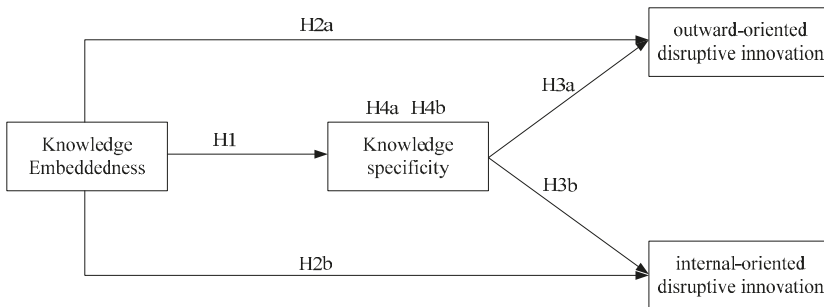 H2a
outward-oriented
disruptive innovation
H3a
H4a H4b
Knowledge
Embeddedness
H1
Knowledge
specificity
H3b
H2b
internal-oriented
disruptive innovation